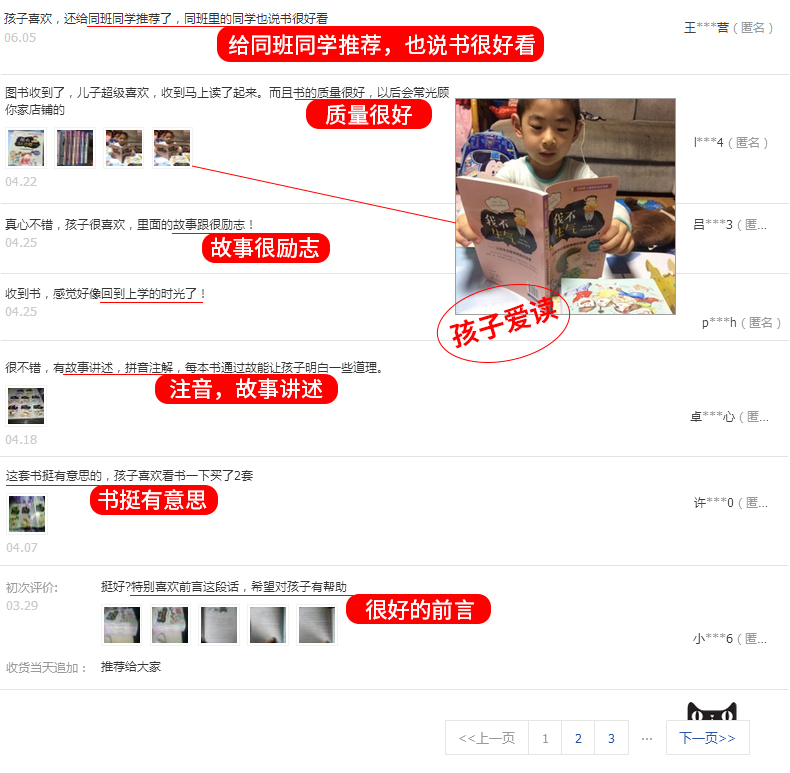 孩子喜欢，还给同班同学推荐了，同班里的同学也说书很好看
06.05
给同班同学推荐，也说书很好看
王***营（匿名）
图书收到了，儿子超级喜欢，收到马上读了起来。而且书的质量很好，以后会常光顾
你家店铺的
质量很好
04.22
l***4（匿名）
我不
生气
我不
生气
孩子爱读
真心不错，孩子很喜欢，里面的故事跟很励志！
04.25
故事很励志
吕***3（匿...
收到书，感觉好像回到上学的时光了！
04.25
p***h（匿名）
很不错，有故事讲述，拼音注解，每本书通过故能让孩子明白一些道理。
注音，故事讲述
04.18
卓***心（匿...
这套书挺有意思的，孩子喜欢看书一下买了2套
书挺有意思
04.07
许***0（匿...
初次评价:
03.29
挺好?特别喜欢前言这段话，希望对孩子有帮助
很好的前言
小***6（匿...
收货当天追加：
推荐给大家
<<上一页 1 2 3 ... 下一页>>